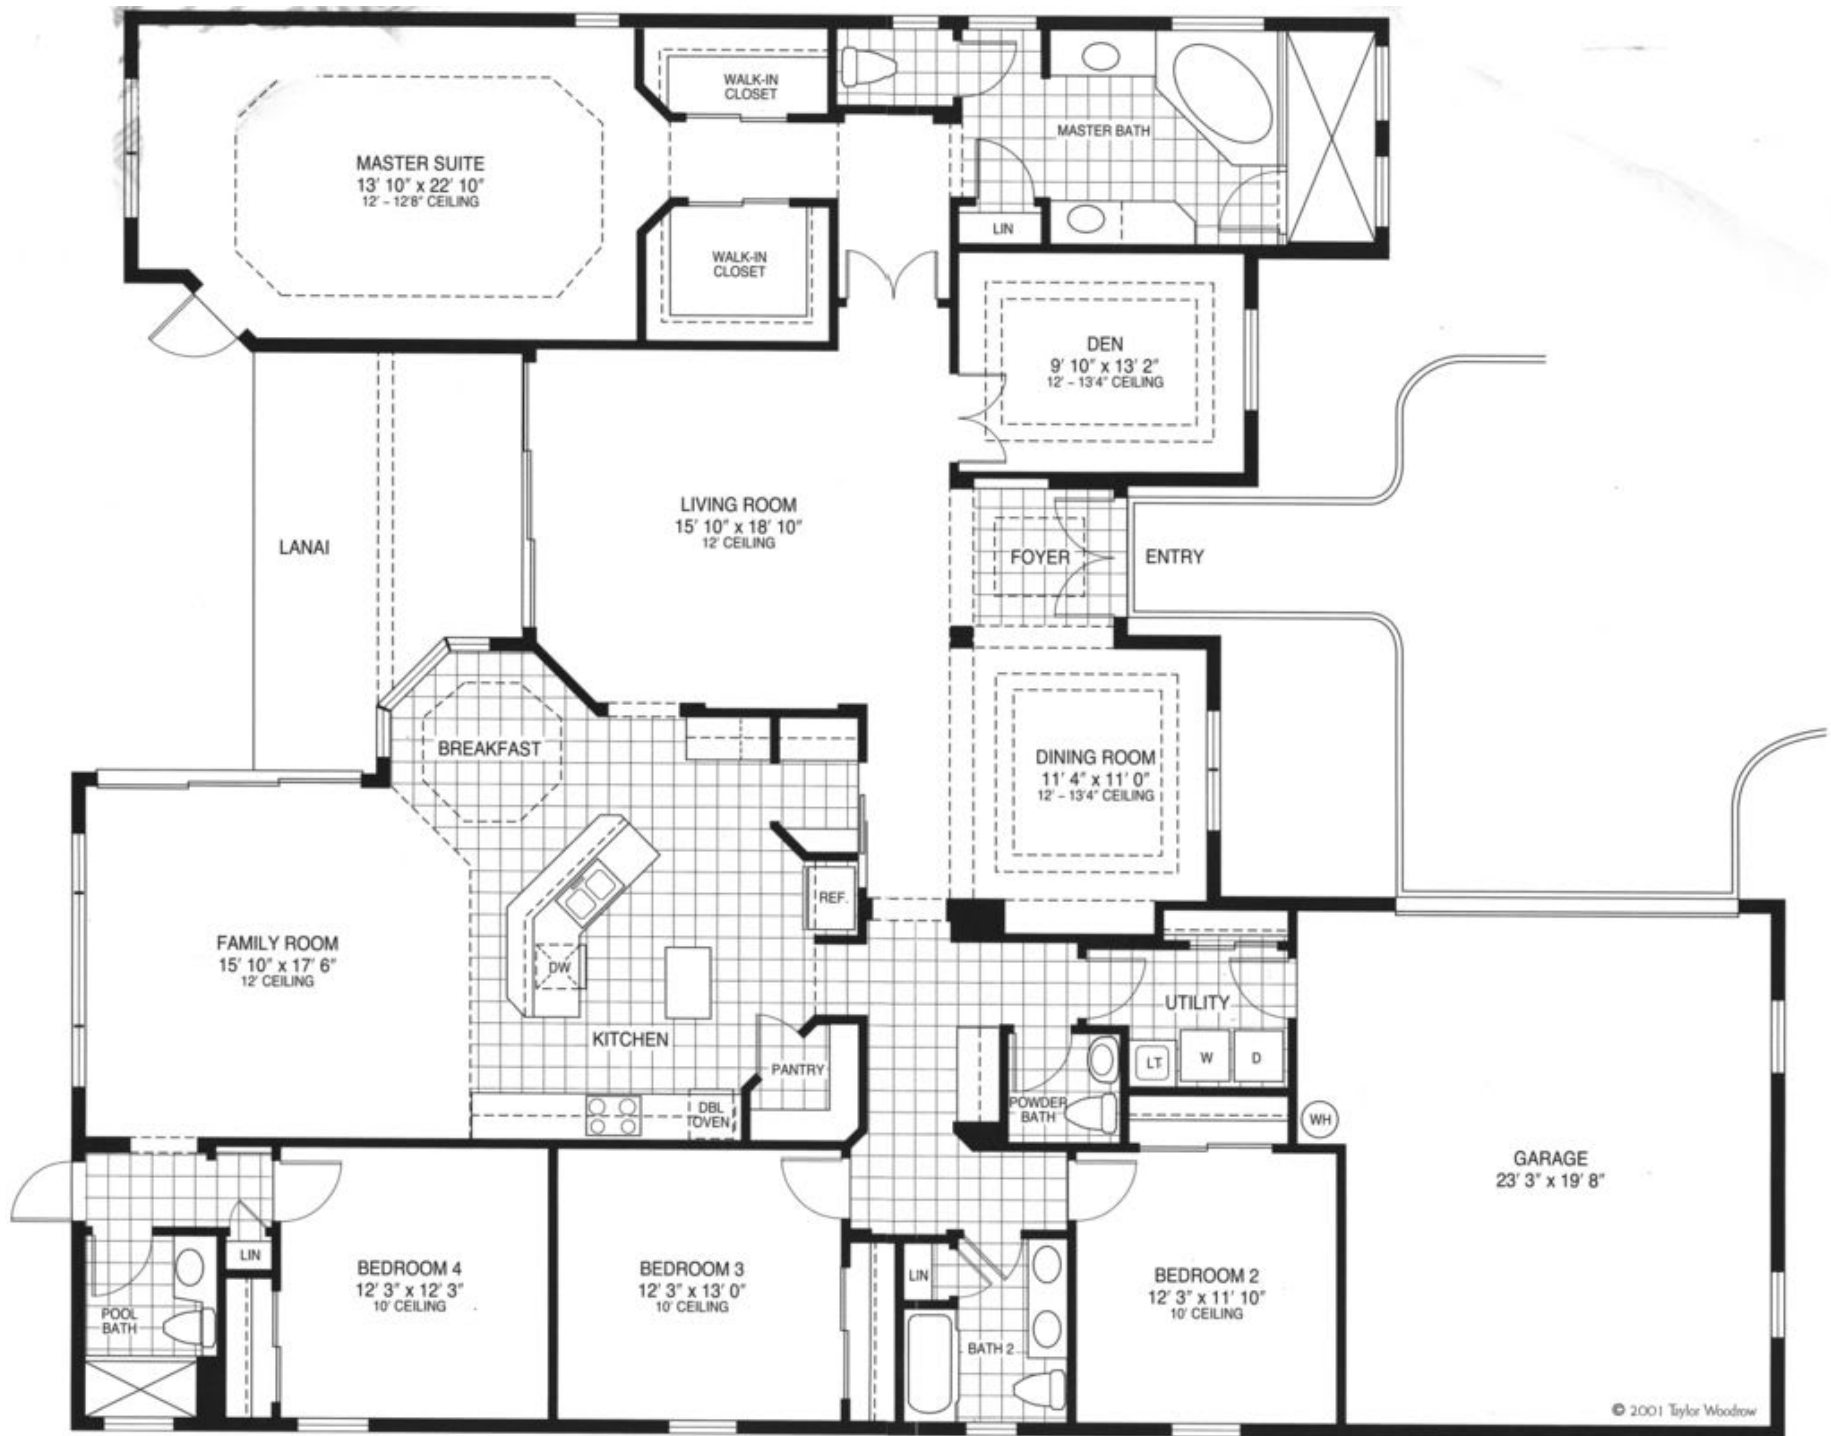 WALK-IN
CLOSET
MASTER BATH
MASTER SUITE
13' 10" x 22' 10"
12' – 12'8" CEILING
LIN
WALK-IN
CLOSET
DEN
9' 10" x 13' 2"
12' – 13'4" CEILING
LIVING ROOM
15' 10" x 18' 10"
12' CEILING
LANAI
FOYER
ENTRY
BREAKFAST
DINING ROOM
11' 4" x 11' 0"
12' – 13'4" CEILING
REF.
FAMILY ROOM
15' 10" x 17' 6"
12' CEILING
DW
UTILITY
KITCHEN
LT
W
D
PANTRY
DBL
OVEN
POWDER
BATH
WH
GARAGE
23' 3" x 19' 8"
LIN
BEDROOM 4
12' 3" x 12' 3"
10' CEILING
BEDROOM 3
12' 3" x 13' 0"
10' CEILING
LIN
BEDROOM 2
12' 3" x 11' 10"
10' CEILING
POOL
BATH
BATH 2
© 2001 Taylor Woodrow